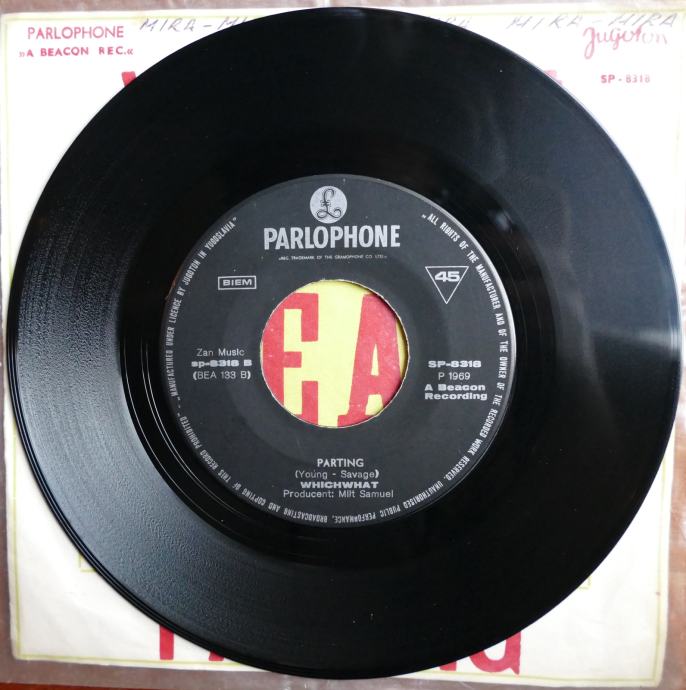 PARLOPHONE
»A BEACON REC.«
MIRA-
MIRA-MIRA
Jugoton
SP-8318
£
PARLOPHONE
»REG. TRADEMARK OF THE GRAMOPHONE CO LTD.«
BIEM
45
Zan Music
sp-8318 B
(BEA 133 B)
SP-8318
P 1969
A Beacon
Recording
EA
PARTING
(Young - Savage)
WHICHWHAT
Producent: Milt Samuel
»MANUFACTURED UNDER LICENCE BY JUGOTON IN YUGOSLAVIA«
»ALL RIGHTS OF THE MANUFACTURER AND OF THE OWNER OF THE RECORDED WORK RESERVED. UNAUTHORISED PUBLIC PERFORMANCE, BROADCASTING AND COPYING OF THIS RECORD PROHIBITED«